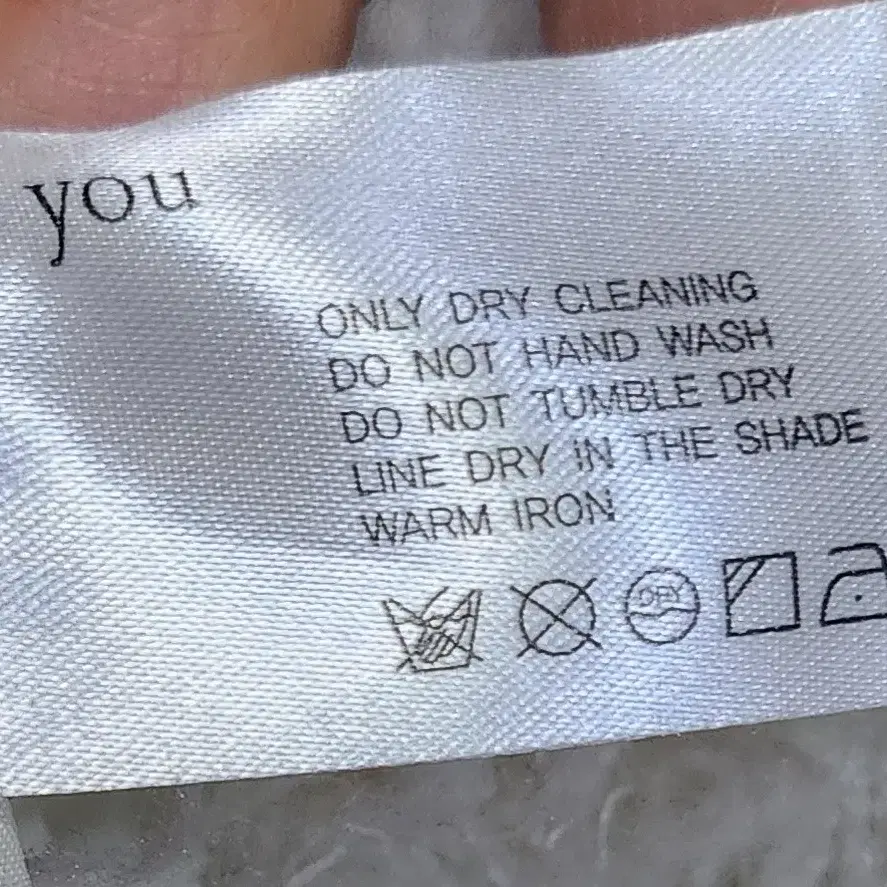 you
ONLY DRY CLEANING
DO NOT HAND WASH
DO NOT TUMBLE DRY
LINE DRY IN THE SHADE
WARM IRON
DRY